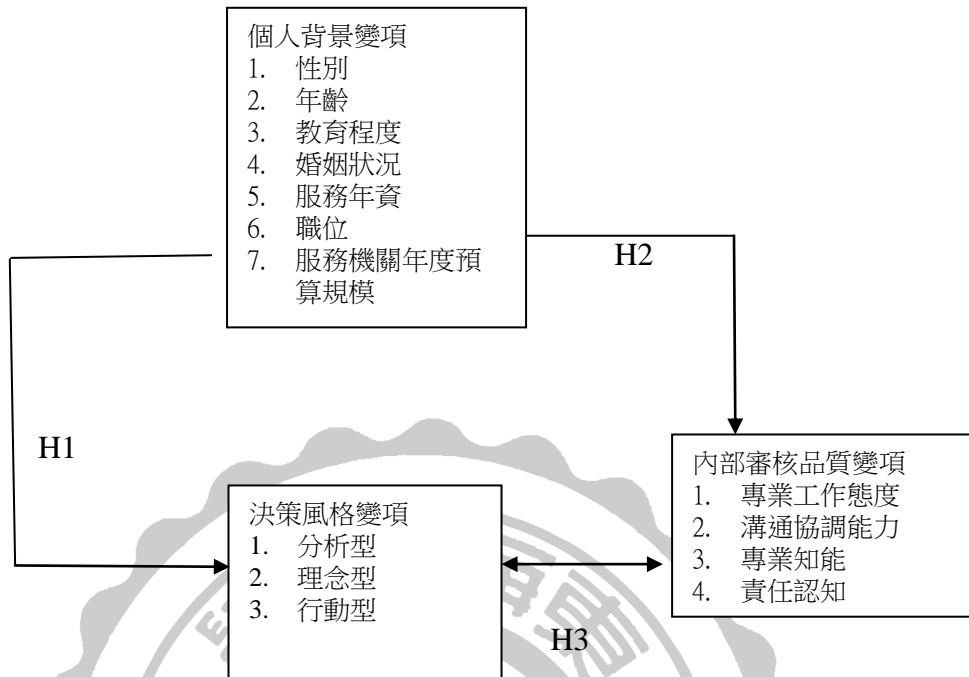 個人背景變項
1. 性別
2. 年齡
3. 教育程度
4. 婚姻狀況
5. 服務年資
6. 職位
7. 服務機關年度預
算規模
H2
H1
內部審核品質變項
1. 專業工作態度
2. 溝通協調能力
3. 專業知能
4. 責任認知
決策風格變項
1. 分析型
2. 理念型
3. 行動型
H3